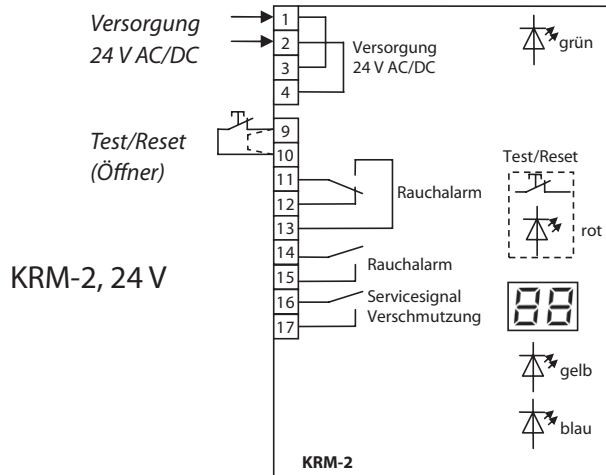 Versorgung
24 V AC/DC
1
2
3
4
Versorgung
24 V AC/DC
grün
Test/Reset
(Öffner)
9
10
11
12
13
14
15
16
17
Rauchalarm
Rauchalarm
Servicesignal
Verschmutzung
Test/Reset
rot
88
gelb
blau
KRM-2, 24 V
KRM-2